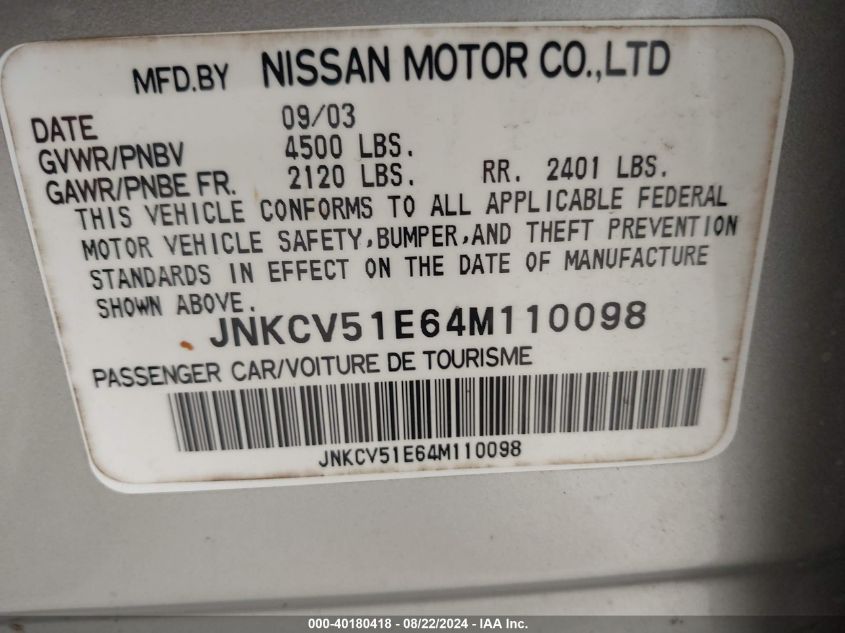 MFD.BY NISSAN MOTOR CO.,LTD
DATE 09/03
GVWR/PNBV 4500 LBS.
GAWR/PNBE FR. 2120 LBS. RR. 2401 LBS.
THIS VEHICLE CONFORMS TO ALL APPLICABLE FEDERAL
MOTOR VEHICLE SAFETY,BUMPER,AND THEFT PREVENTION
STANDARDS IN EFFECT ON THE DATE OF MANUFACTURE
SHOWN ABOVE.
JNKCV51E64M110098
PASSENGER CAR/VOITURE DE TOURISME
JNKCV51E64M110098
000-40180418 - 08/22/2024 - IAA Inc.